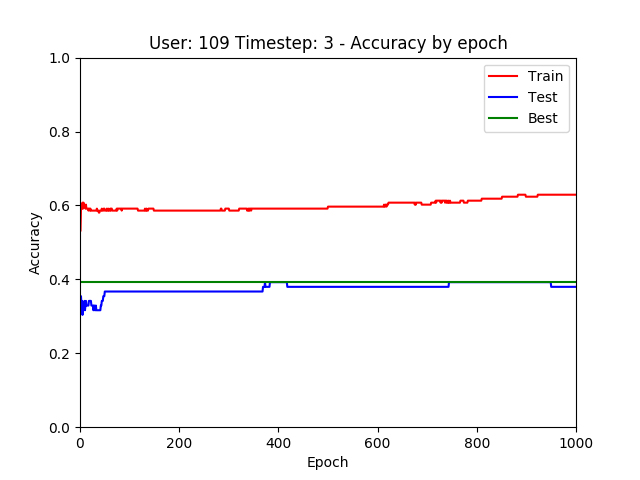 User: 109 Timestep: 3 - Accuracy by epoch
1.0
0.8
0.6
0.4
0.2
0.0
Accuracy
Train
Test
Best
0 200 400 600 800 1000
Epoch